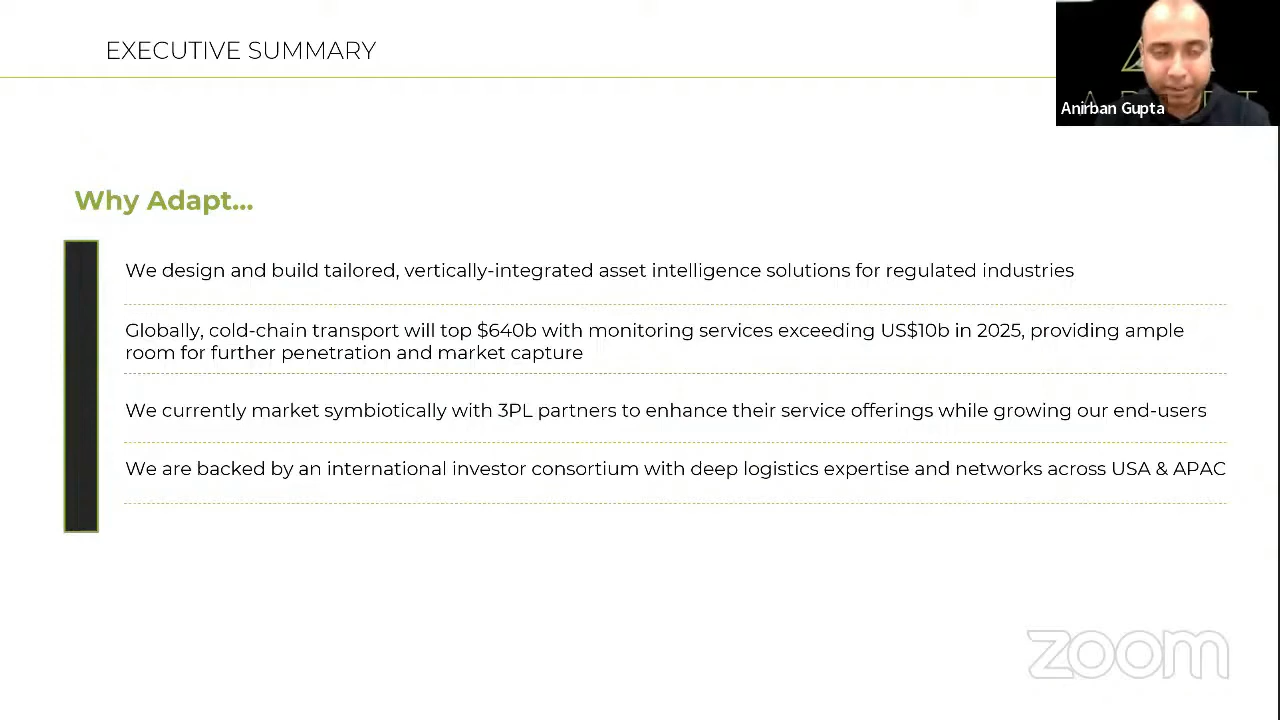 EXECUTIVE SUMMARY
Anirban Gupta
Why Adapt...
We design and build tailored, vertically-integrated asset intelligence solutions for regulated industries
Globally, cold-chain transport will top $640b with monitoring services exceeding US$10b in 2025, providing ample
room for further penetration and market capture
We currently market symbiotically with 3PL partners to enhance their service offerings while growing our end-users
We are backed by an international investor consortium with deep logistics expertise and networks across USA & APAC
zoom